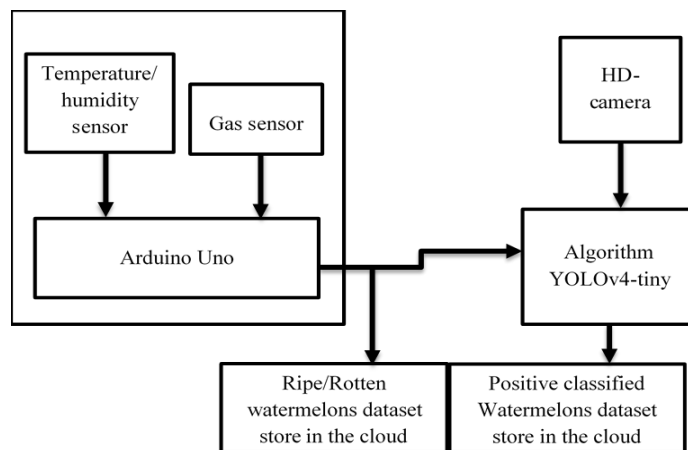 Temperature/
humidity
sensor
Gas sensor
HD-
camera
Arduino Uno
Algorithm
YOLOv4-tiny
Ripe/Rotten
watermelons dataset
store in the cloud
Positive classified
Watermelons dataset
store in the cloud